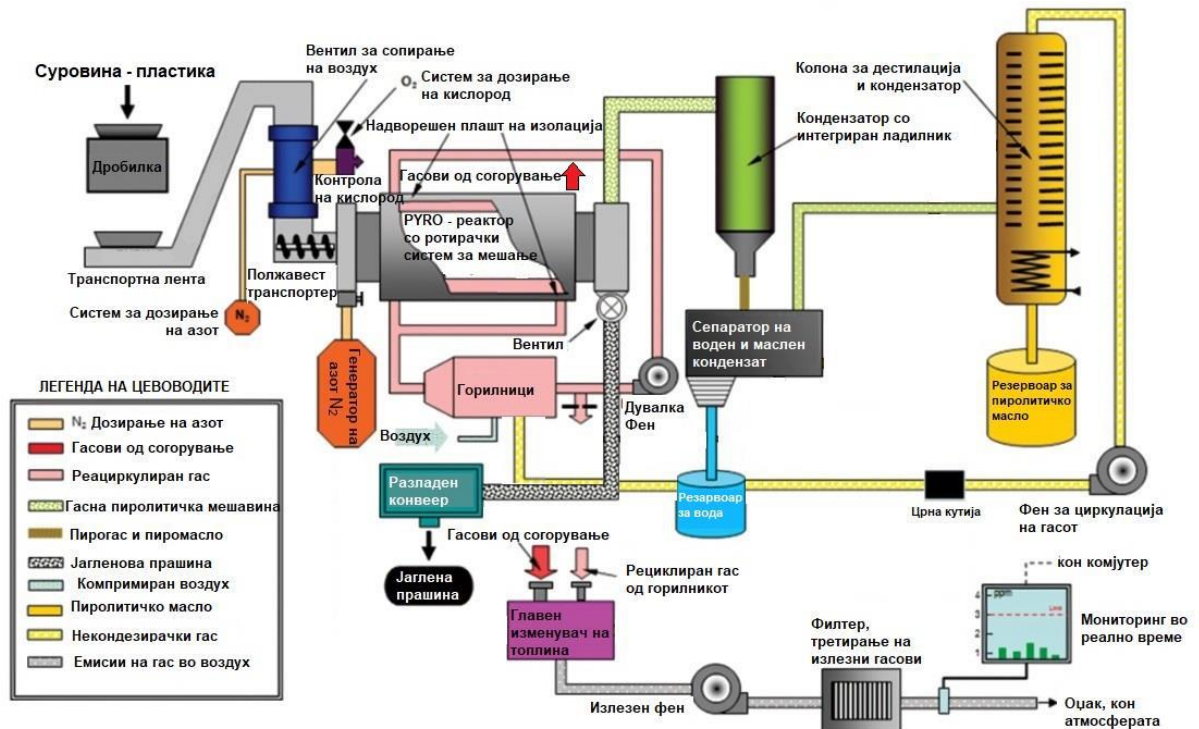 Суровина - пластика
Дробилка
Транспортна лента
Вентил за сопирање
на воздух
O₂ Систем за дозирање
на кислород
Надворешен плашт на изолација
Контрола
на кислород
Гасови од согорување
PYRO - реактор
со ротирачки
систем за мешање
Полжавест
транспортер
N₂
Систем за дозирање
на азот
Генератор на
азот N₂
Вентил
Горилници
Дувалка
Фен
Воздух
Разладен
конвеер
Јаглена
прашина
Кондензатор со
интегриран ладилник
Колона за дестилација
и кондензатор
Сепаратор на
воден и маслен
кондензат
Резарвоар
за вода
Резервоар за
пиролитичко
масло
Црна кутија
Фен за циркулација
на гасот
ЛЕГЕНДА НА ЦЕВОВОДИТЕ
N₂ Дозирање на азот
Гасови од согорување
Реациркулиран гас
Гасна пиролитичка мешавина
Пирогас и пиромасло
Јагленова прашина
Компримиран воздух
Пиролитичко масло
Некондезирачки гас
Емисии на гас во воздух
Гасови од согорување
Рециклиран гас
од горилникот
Главен
изменувач на
топлина
Излезен фен
Филтер,
третирање на
излезни гасови
кон комјутер
ppm
4
3
2
1
Limit
Мониторинг во
реално време
Оџак, кон
атмосферата